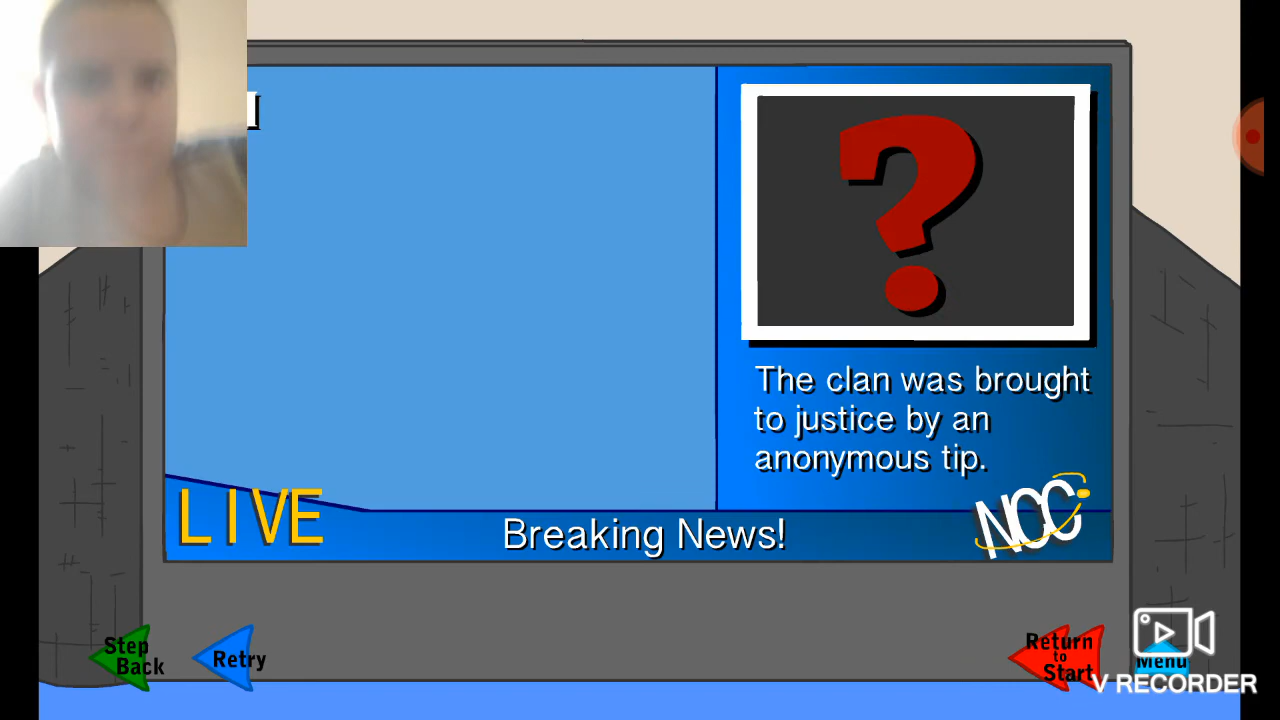 The clan was brought
to justice by an
anonymous tip.
LIVE
Breaking News!
NCC
Step
Back
Retry
Return
to
Start
Menu
V RECORDER